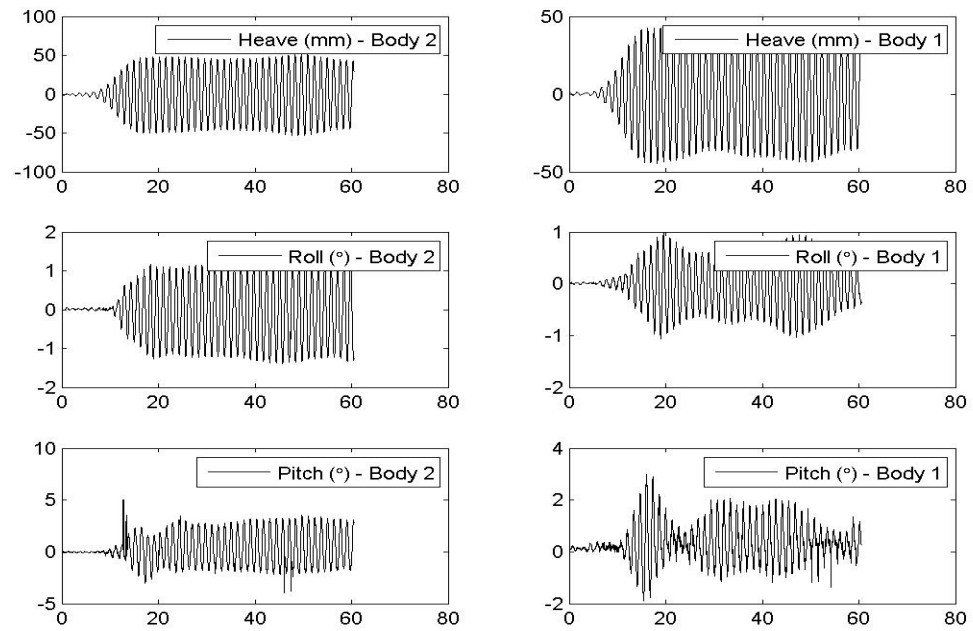 100
50
0
-50
-100
0 20 40 60 80
Heave (mm) - Body 2
50
0
-50
0 20 40 60 80
Heave (mm) - Body 1
2
1
0
-1
-2
0 20 40 60 80
Roll (°) - Body 2
1
0
-1
-2
0 20 40 60 80
Roll (°) - Body 1
10
5
0
-5
0 20 40 60 80
Pitch (°) - Body 2
4
2
0
-2
0 20 40 60 80
Pitch (°) - Body 1